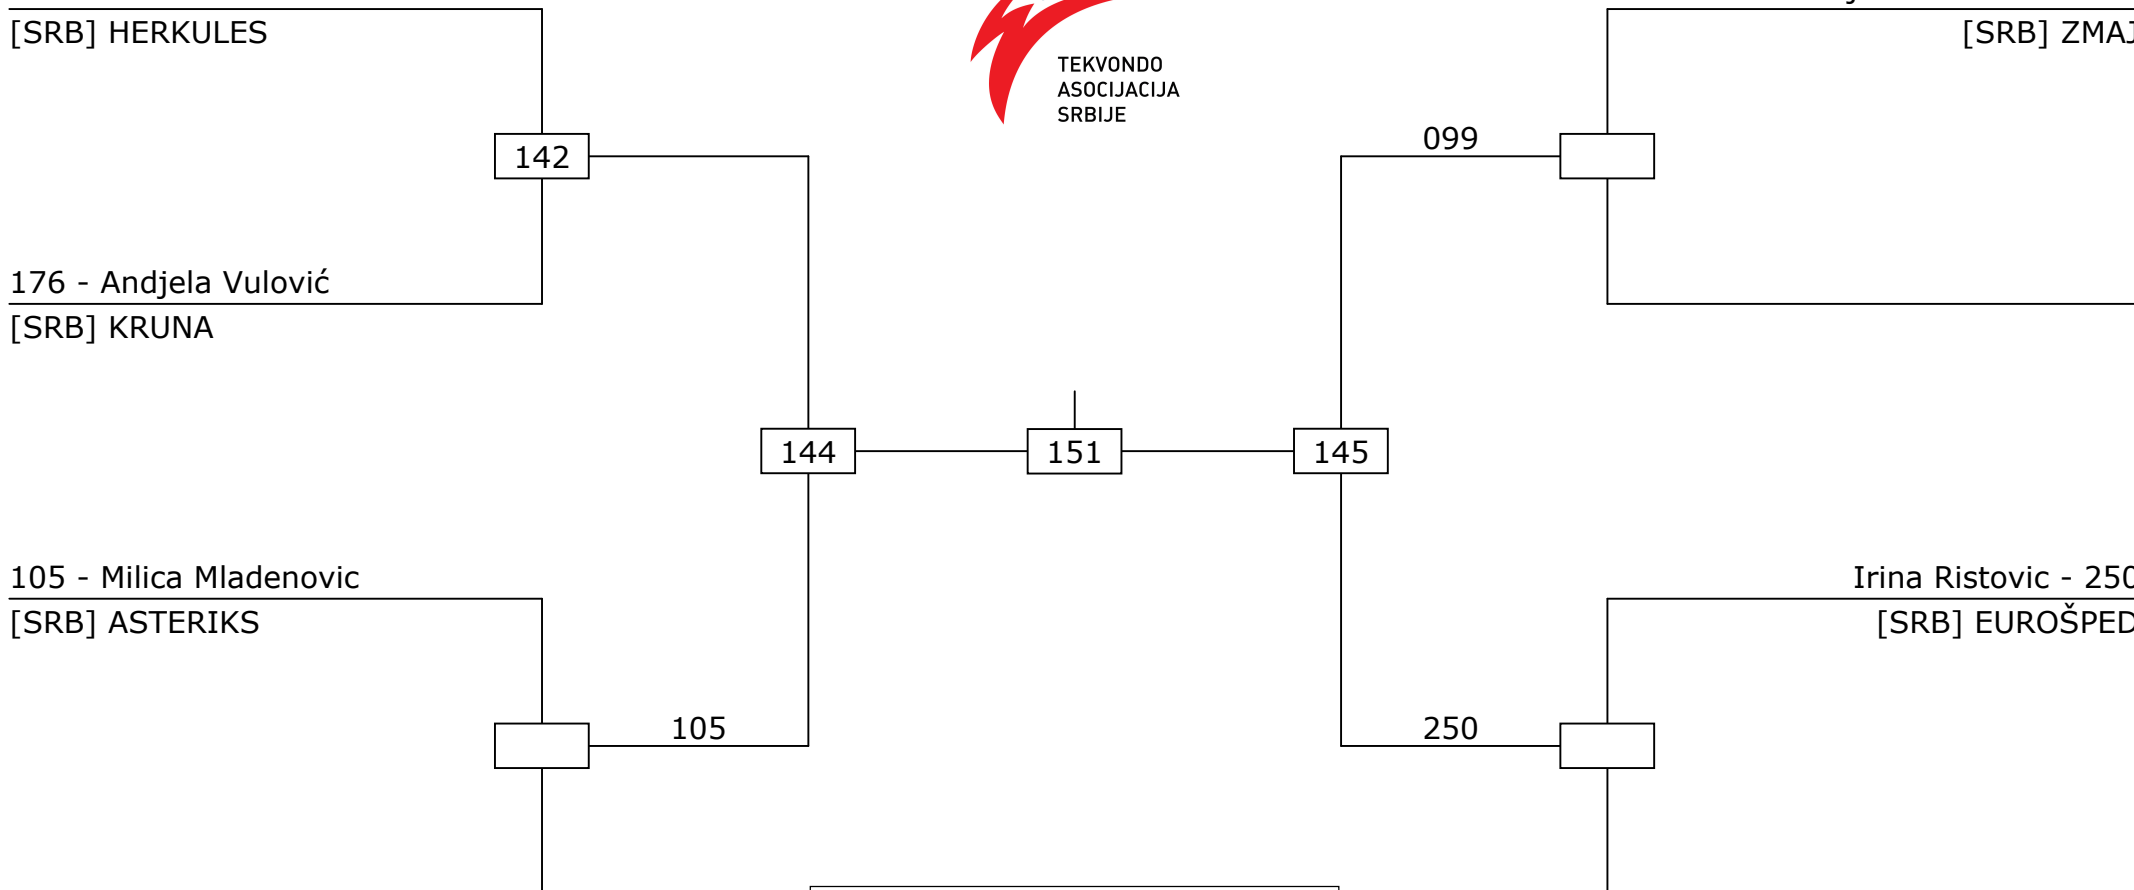 [SRB] HERKULES
TEKVONDO
ASOCIJACIJA
SRBIJE
[SRB] ZMAJ
142
099
176 - Andjela Vulović
[SRB] KRUNA
144
151
145
105 - Milica Mladenovic
[SRB] ASTERIKS
Irina Ristovic - 250
[SRB] EUROŠPED
105
250